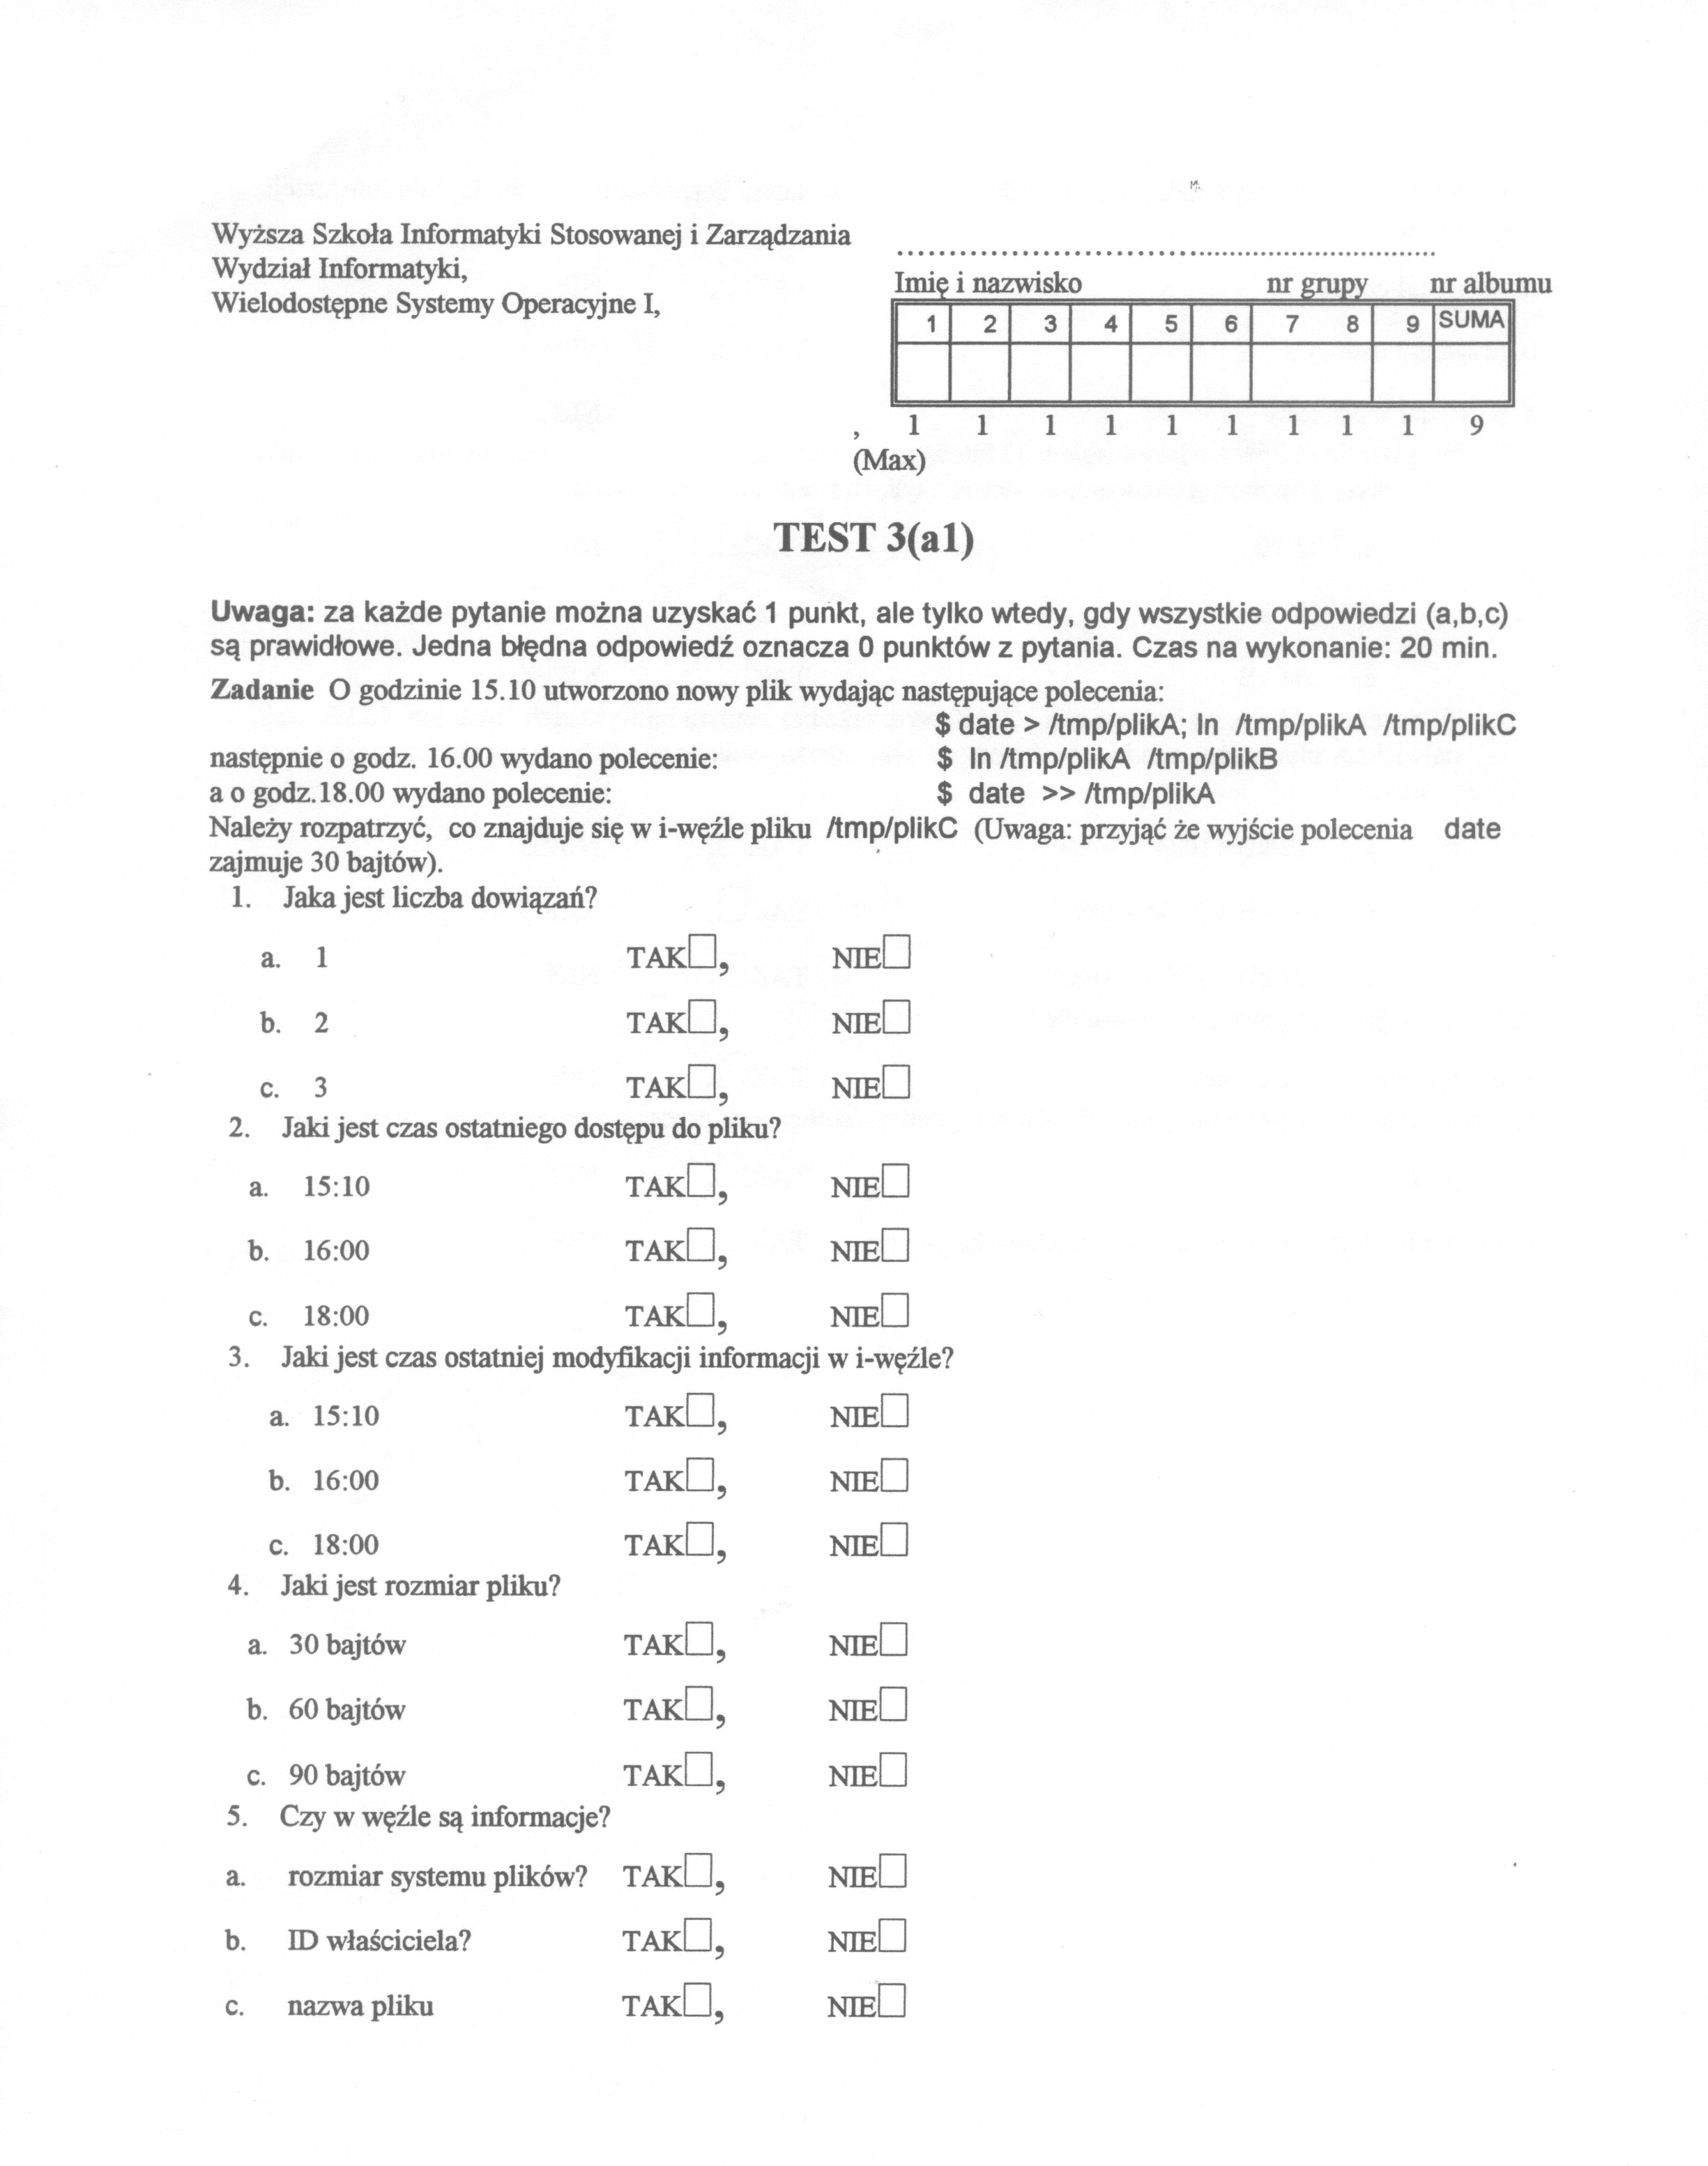 Wyższa Szkoła Informatyki Stosowanej i Zarządzania
Wydział Informatyki,
Wielodostępne Systemy Operacyjne I,
................................................................
Imię i nazwisko nr grupy nr albumu
1 2 3 4 5 6 7 8 9 SUMA
, 1 1 1 1 1 1 1 1 1 9
(Max)
TEST 3(a1)
Uwaga: za każde pytanie można uzyskać 1 punkt, ale tylko wtedy, gdy wszystkie odpowiedzi (a,b,c)
są prawidłowe. Jedna błędna odpowiedź oznacza 0 punktów z pytania. Czas na wykonanie: 20 min.
Zadanie O godzinie 15.10 utworzono nowy plik wydając następujące polecenia:
$ date > /tmp/plikA; ln /tmp/plikA /tmp/plikC
następnie o godz. 16.00 wydano polecenie: $ ln /tmp/plikA /tmp/plikB
a o godz.18.00 wydano polecenie: $ date >> /tmp/plikA
Należy rozpatrzyć, co znajduje się w i-węźle pliku /tmp/plikC (Uwaga: przyjąć że wyjście polecenia date
zajmuje 30 bajtów).
1. Jaka jest liczba dowiązań?
a. 1 TAK☐, NIE☐
b. 2 TAK☐, NIE☐
c. 3 TAK☐, NIE☐
2. Jaki jest czas ostatniego dostępu do pliku?
a. 15:10 TAK☐, NIE☐
b. 16:00 TAK☐, NIE☐
c. 18:00 TAK☐, NIE☐
3. Jaki jest czas ostatniej modyfikacji informacji w i-węźle?
a. 15:10 TAK☐, NIE☐
b. 16:00 TAK☐, NIE☐
c. 18:00 TAK☐, NIE☐
4. Jaki jest rozmiar pliku?
a. 30 bajtów TAK☐, NIE☐
b. 60 bajtów TAK☐, NIE☐
c. 90 bajtów TAK☐, NIE☐
5. Czy w węźle są informacje?
a. rozmiar systemu plików? TAK☐, NIE☐
b. ID właściciela? TAK☐, NIE☐
c. nazwa pliku TAK☐, NIE☐